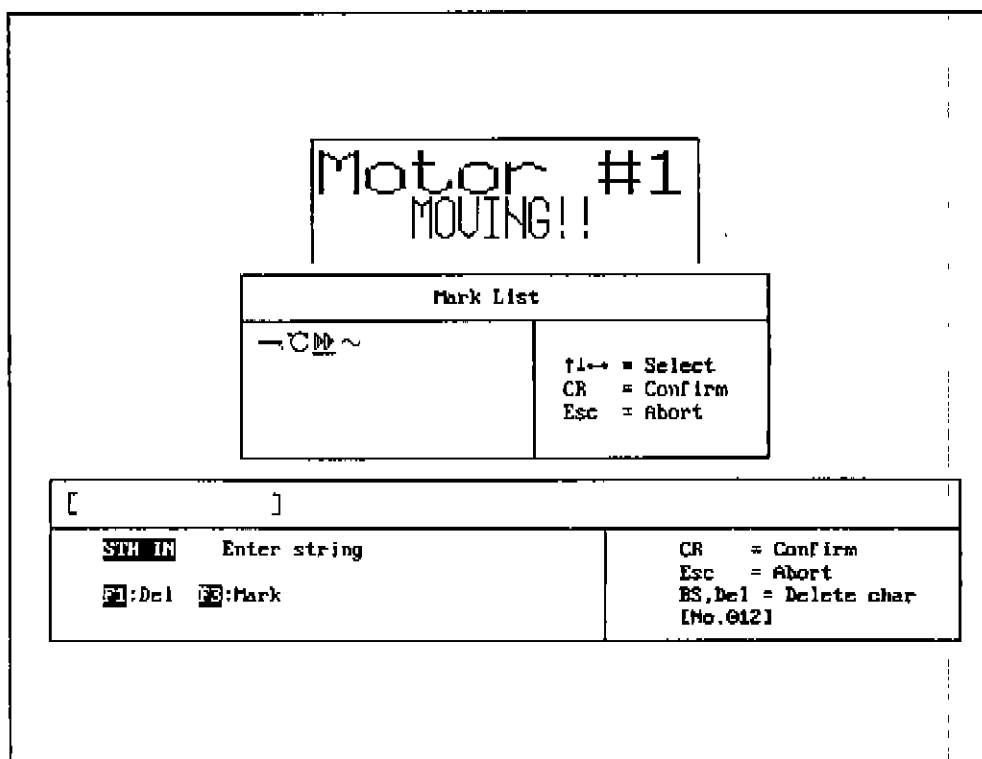 Motor #1
MOVING!!
Mark List
→℃▶▶~
↑↓←→ = Select
CR = Confirm
Esc = Abort
[ ]
STR IN Enter string
F1:Del F3:Mark
CR = Confirm
Esc = Abort
BS,Del = Delete char
[No.012]